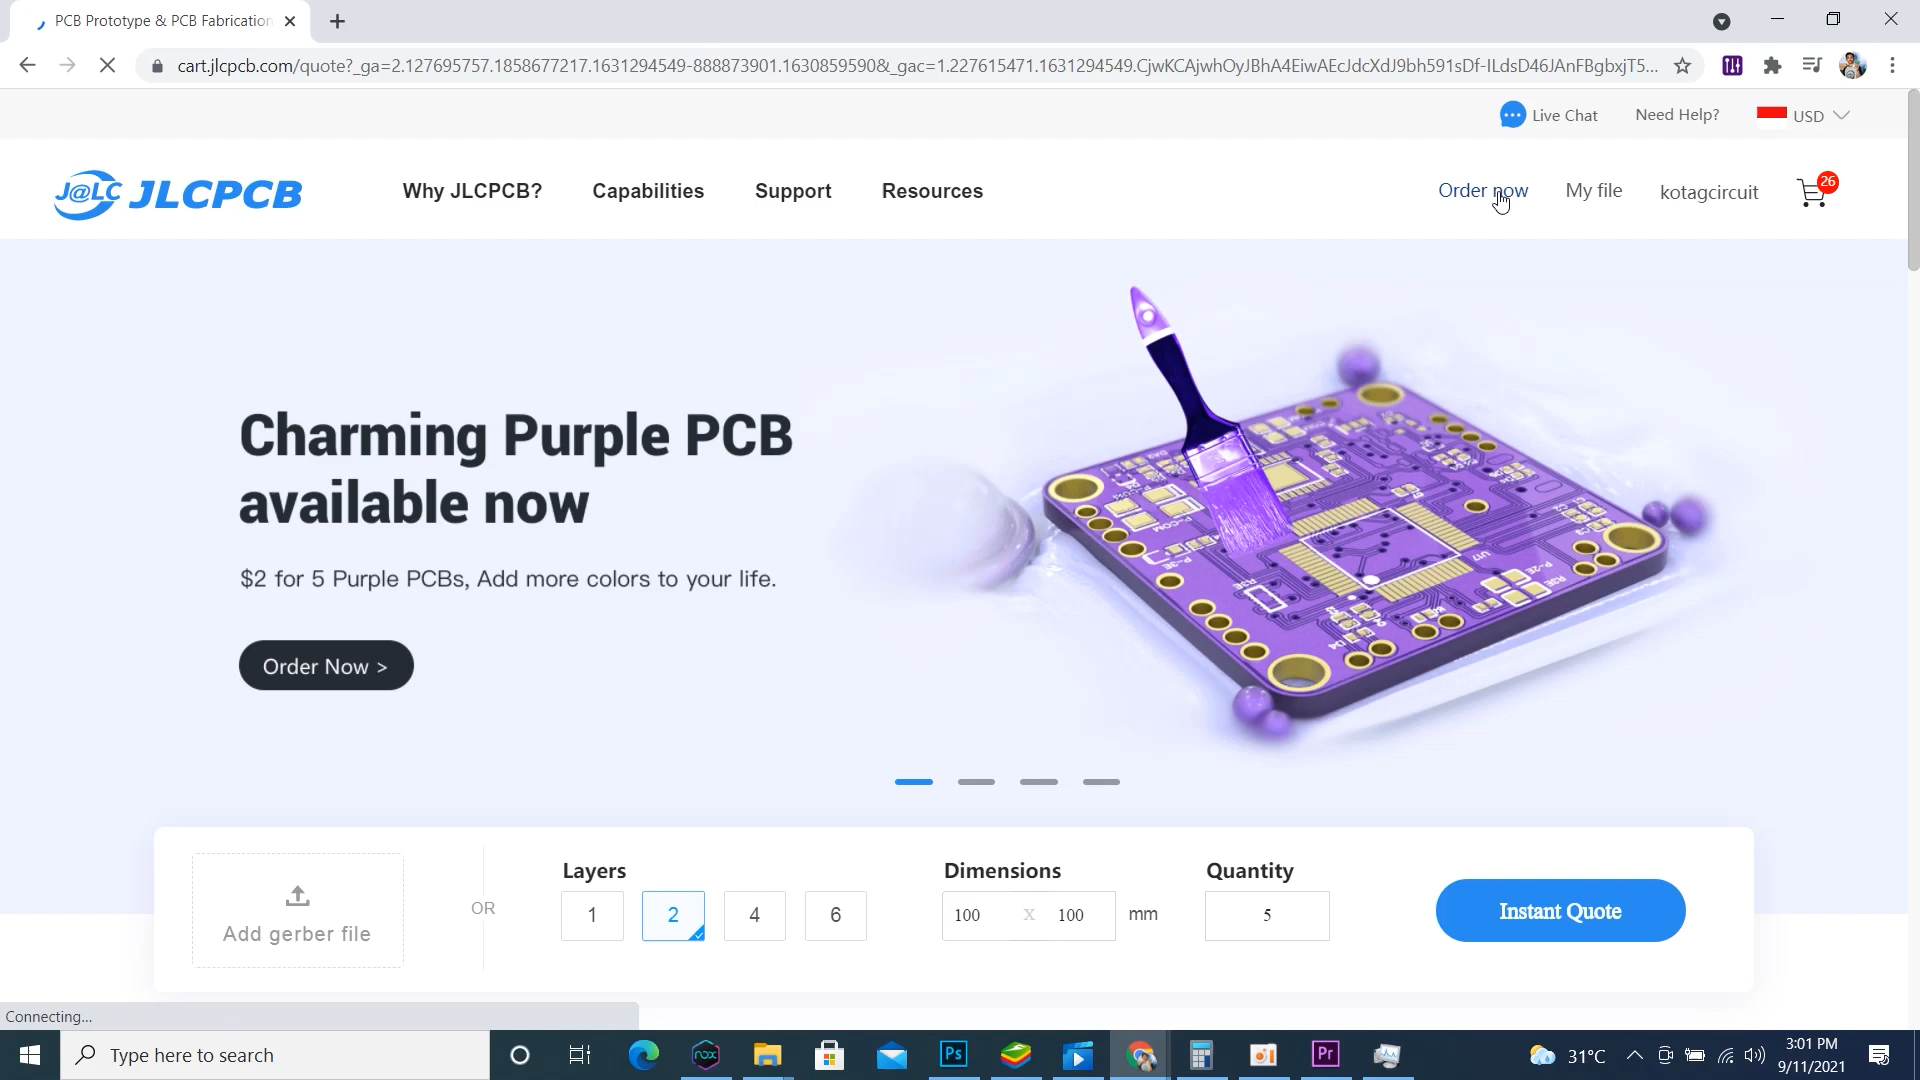 PCB Prototype & PCB Fabrication
cart.jlcpcb.com/quote?_ga=2.127695757.1858677217.1631294549-888873901.1630859590&_gac=1.227615471.1631294549.CjwKCAjwhOyJBhA4EiwAEcJdcXdJ9bh591sDf-ILdsD46JAnFBgbxjT5...
Live Chat
Need Help?
USD
J@LC JLCPCB
Why JLCPCB?
Capabilities
Support
Resources
Order now
My file
kotagcircuit
26
Charming Purple PCB
available now
$2 for 5 Purple PCBs, Add more colors to your life.
Order Now >
Add gerber file
OR
Layers
1
2
4
6
Dimensions
100 X 100 mm
Quantity
5
Instant Quote
Connecting...
Type here to search
nox
Ps
Pr
31°C
3:01 PM
9/11/2021